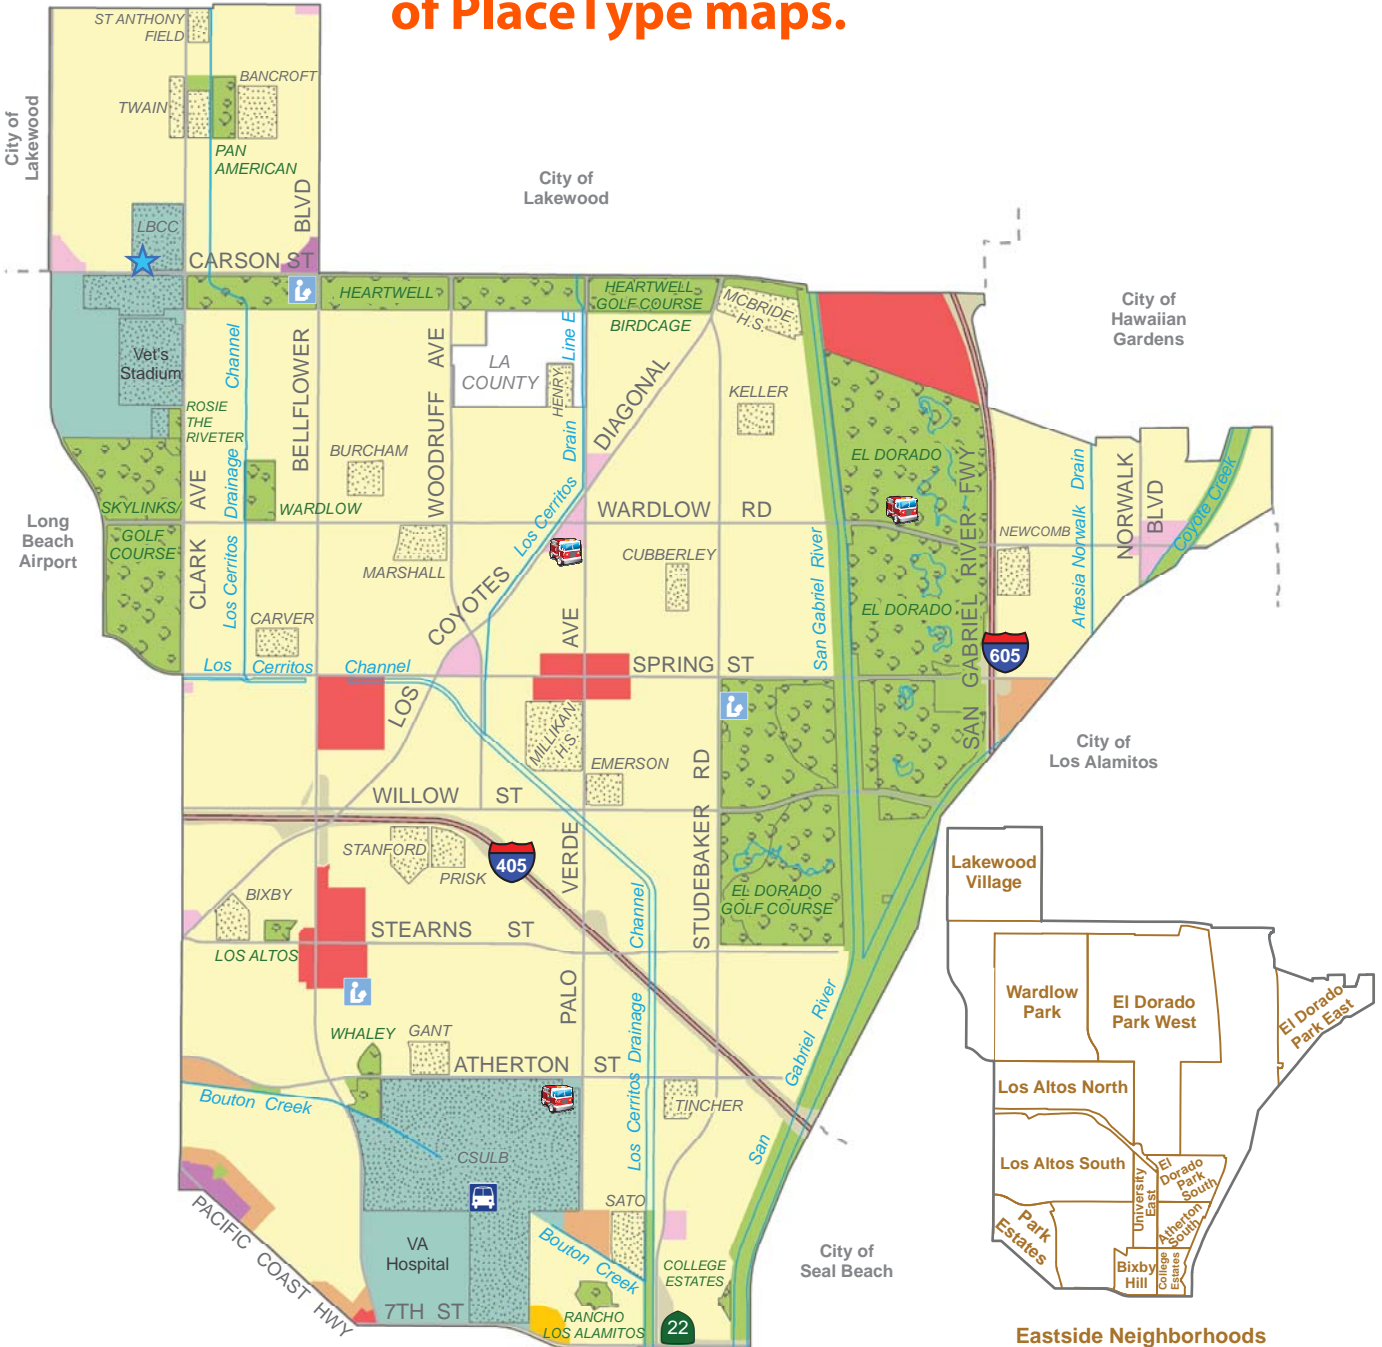 of PlaceType maps.
ST ANTHONY
FIELD
BANCROFT
TWAIN
PAN
AMERICAN
City of
Lakewood
BLVD
City of
Lakewood
LBCC
CARSON ST
HEARTWELL
HEARTWELL
GOLF COURSE
MCBRIDE
H.S.
BIRDCAGE
City of
Hawaiian
Gardens
Vet's
Stadium
Channel
BELLFLOWER
AVE
WOODRUFF
LA
COUNTY
HENRY
Line E
Drain
Los Cerritos
DIAGONAL
KELLER
ROSIE
THE
RIVETER
BURCHAM
EL DORADO
SKYLINKS/
GOLF
COURSE
AVE
CLARK
Drainage
Los Cerritos
WARDLOW
WARDLOW RD
Long
Beach
Airport
MARSHALL
CUBBERLEY
San Gabriel River
SAN GABRIEL RIVER FWY
NEWCOMB
Artesia Norwalk Drain
NORWALK
BLVD
Coyote Creek
CARVER
COYOTES
AVE
EL DORADO
605
Los Cerritos Channel
SPRING ST
LOS
MILLIKAN
H.S.
EMERSON
STUDEBAKER RD
City of
Los Alamitos
WILLOW ST
STANFORD
PRISK
405
VERDE
BIXBY
EL DORADO
GOLF COURSE
STEARNS ST
LOS ALTOS
PALO
Los Cerritos Drainage Channel
WHALEY
GANT
ATHERTON ST
San Gabriel River
Bouton Creek
TINCHER
CSULB
SATO
PACIFIC COAST HWY
VA
Hospital
Bouton Creek
COLLEGE
ESTATES
City of
Seal Beach
7TH ST
RANCHO
LOS ALAMITOS
22
Lakewood
Village
Wardlow
Park
El Dorado
Park West
El Dorado
Park East
Los Altos North
Los Altos South
University
East
El
Dorado
Park
South
Atherton
South
Park
Estates
Bixby
Hill
College
Estates
Eastside Neighborhoods